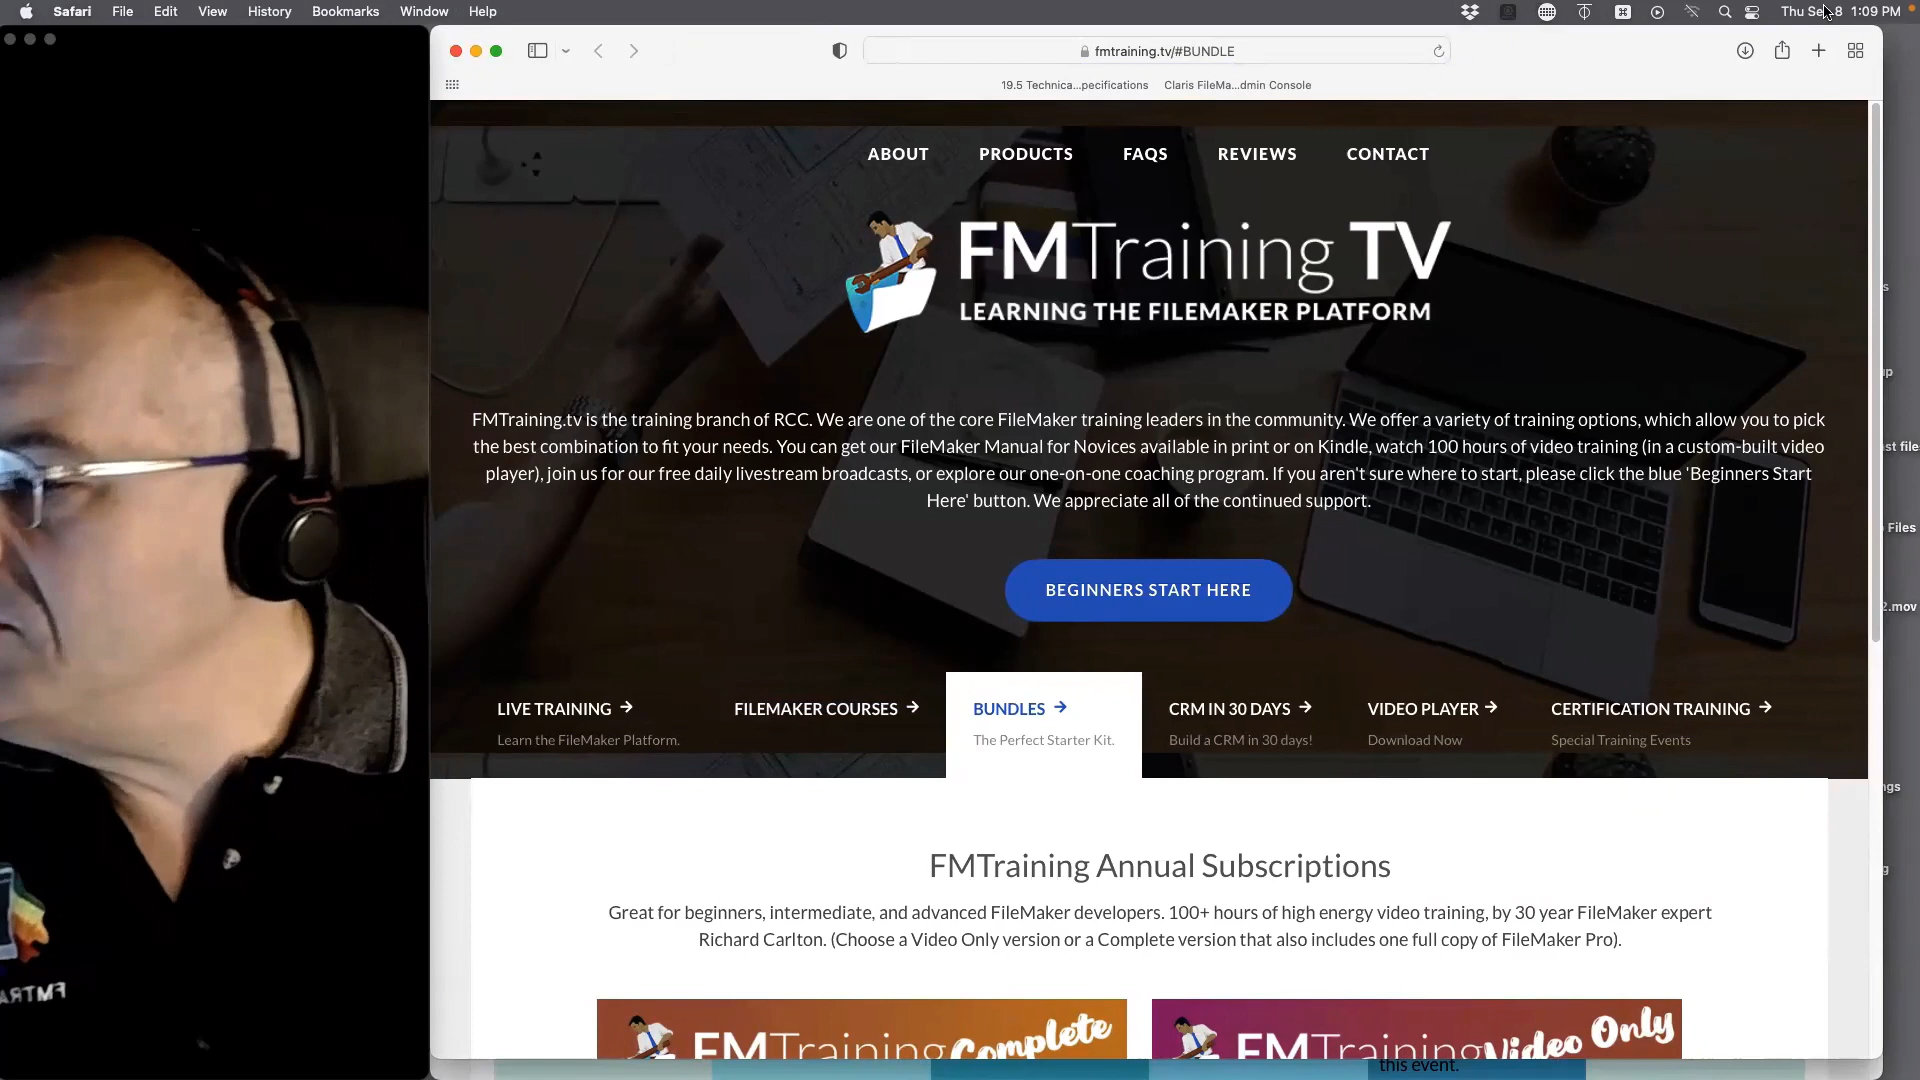 Safari File Edit View History Bookmarks Window Help
1:09 PM
fmtraining.tv/#BUNDLE
19.5 Technica...pecifications Claris FileMa...dmin Console
ABOUT PRODUCTS FAQS REVIEWS CONTACT
FMTraining TV
LEARNING THE FILEMAKER PLATFORM
FMTraining.tv is the training branch of RCC. We are one of the core FileMaker training leaders in the community. We offer a variety of training options, which allow you to pick
the best combination to fit your needs. You can get our FileMaker Manual for Novices available in print or on Kindle, watch 100 hours of video training (in a custom-built video
player), join us for our free daily livestream broadcasts, or explore our one-on-one coaching program. If you aren't sure where to start, please click the blue 'Beginners Start
Here' button. We appreciate all of the continued support.
BEGINNERS START HERE
LIVE TRAINING → FILEMAKER COURSES → BUNDLES → CRM IN 30 DAYS → VIDEO PLAYER → CERTIFICATION TRAINING →
Learn the FileMaker Platform. The Perfect Starter Kit. Build a CRM in 30 days! Download Now Special Training Events
FMTraining Annual Subscriptions
Great for beginners, intermediate, and advanced FileMaker developers. 100+ hours of high energy video training, by 30 year FileMaker expert
Richard Carlton. (Choose a Video Only version or a Complete version that also includes one full copy of FileMaker Pro).
FMTraining Complete FMTraining Video Only
this event.
Files
2.mov